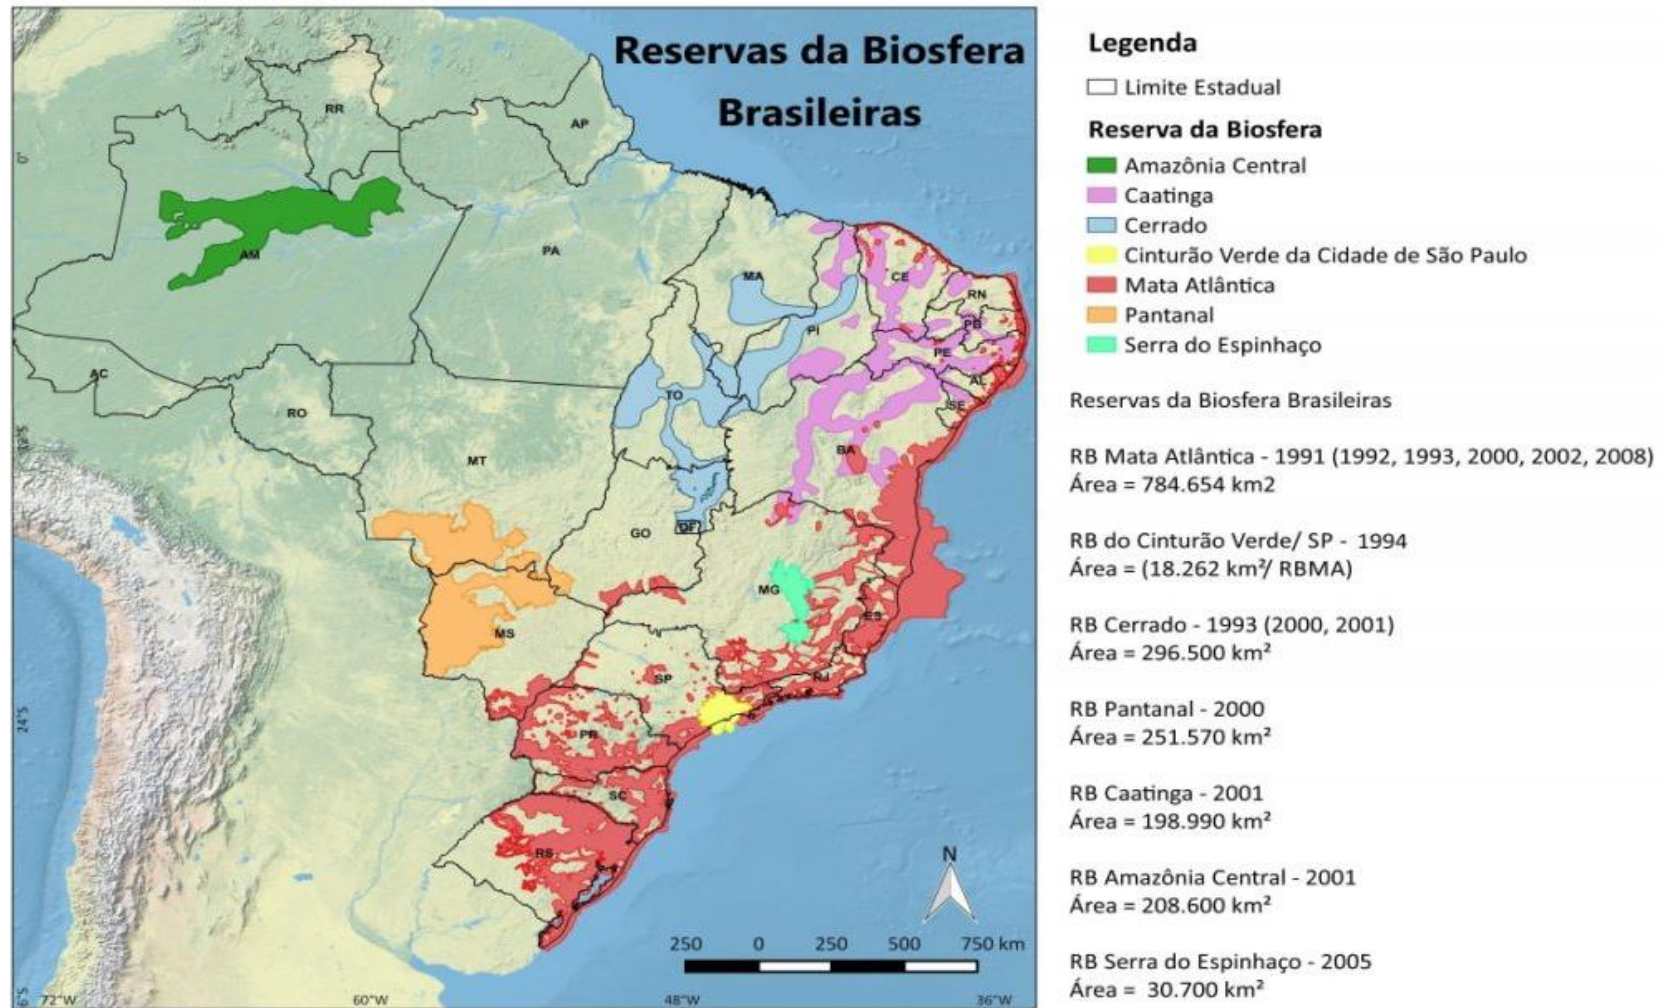 Reservas da Biosfera
Brasileiras
RR
AP
0°
AM
PA
MA
CE
RN
PB
PI
PE
AL
SE
AC
RO
TO
MT
BA
12°S
GO
DF
MG
ES
MS
SP
RJ
24°S
PR
SC
RS
N
250 0 250 500 750 km
6°S
72°W 60°W 48°W 36°W
Legenda
Limite Estadual
Reserva da Biosfera
Amazônia Central
Caatinga
Cerrado
Cinturão Verde da Cidade de São Paulo
Mata Atlântica
Pantanal
Serra do Espinhaço
Reservas da Biosfera Brasileiras
RB Mata Atlântica - 1991 (1992, 1993, 2000, 2002, 2008)
Área = 784.654 km2
RB do Cinturão Verde/ SP - 1994
Área = (18.262 km²/ RBMA)
RB Cerrado - 1993 (2000, 2001)
Área = 296.500 km²
RB Pantanal - 2000
Área = 251.570 km²
RB Caatinga - 2001
Área = 198.990 km²
RB Amazônia Central - 2001
Área = 208.600 km²
RB Serra do Espinhaço - 2005
Área = 30.700 km²